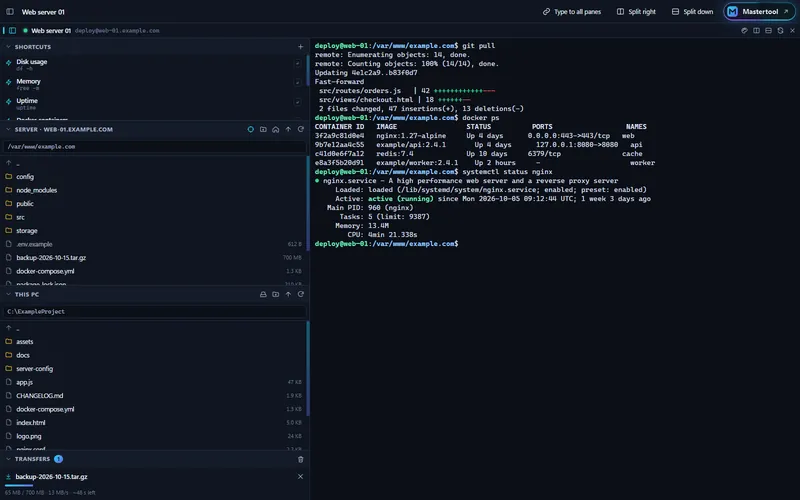 Web server 01
Type to all panes
Split right
Split down
Mastertool
Web server 01 deploy@web-01.example.com
SHORTCUTS
Disk usage
df -h
Memory
free -m
Uptime
uptime
Docker containers
SERVER · WEB-01.EXAMPLE.COM
/var/www/example.com
..
config
node_modules
public
src
storage
.env.example 612 B
backup-2026-10-15.tar.gz 700 MB
docker-compose.yml 1.3 KB
package-lock.json
THIS PC
C:\ExampleProject
..
assets
docs
server-config
app.js 47 KB
CHANGELOG.md 1.9 KB
docker-compose.yml 1.3 KB
index.html 5.0 KB
logo.png 24 KB
nginx.conf
TRANSFERS 1
backup-2026-10-15.tar.gz
65 MB / 700 MB · 13 MB/s · ~48 s left
deploy@web-01:/var/www/example.com$ git pull
remote: Enumerating objects: 14, done.
remote: Counting objects: 100% (14/14), done.
Updating 4e1c2a9..b83f0d7
Fast-forward
src/routes/orders.js | 42 ++++++++++++---
src/views/checkout.html | 18 ++++++--
2 files changed, 47 insertions(+), 13 deletions(-)
deploy@web-01:/var/www/example.com$ docker ps
CONTAINER ID IMAGE STATUS PORTS NAMES
3f2a9c81d0e4 nginx:1.27-alpine Up 4 days 0.0.0.0:443->443/tcp web
9b7e12aa4c55 example/api:2.4.1 Up 4 days 127.0.0.1:8080->8080 api
c41d0e6f7a12 redis:7.4 Up 10 days 6379/tcp cache
e8a3f5b20d91 example/worker:2.4.1 Up 2 hours - worker
deploy@web-01:/var/www/example.com$ systemctl status nginx
● nginx.service - A high performance web server and a reverse proxy server
Loaded: loaded (/lib/systemd/system/nginx.service; enabled; preset: enabled)
Active: active (running) since Mon 2026-10-05 09:12:44 UTC; 1 week 3 days ago
Main PID: 960 (nginx)
Tasks: 5 (limit: 9387)
Memory: 13.4M
CPU: 4min 21.338s
deploy@web-01:/var/www/example.com$